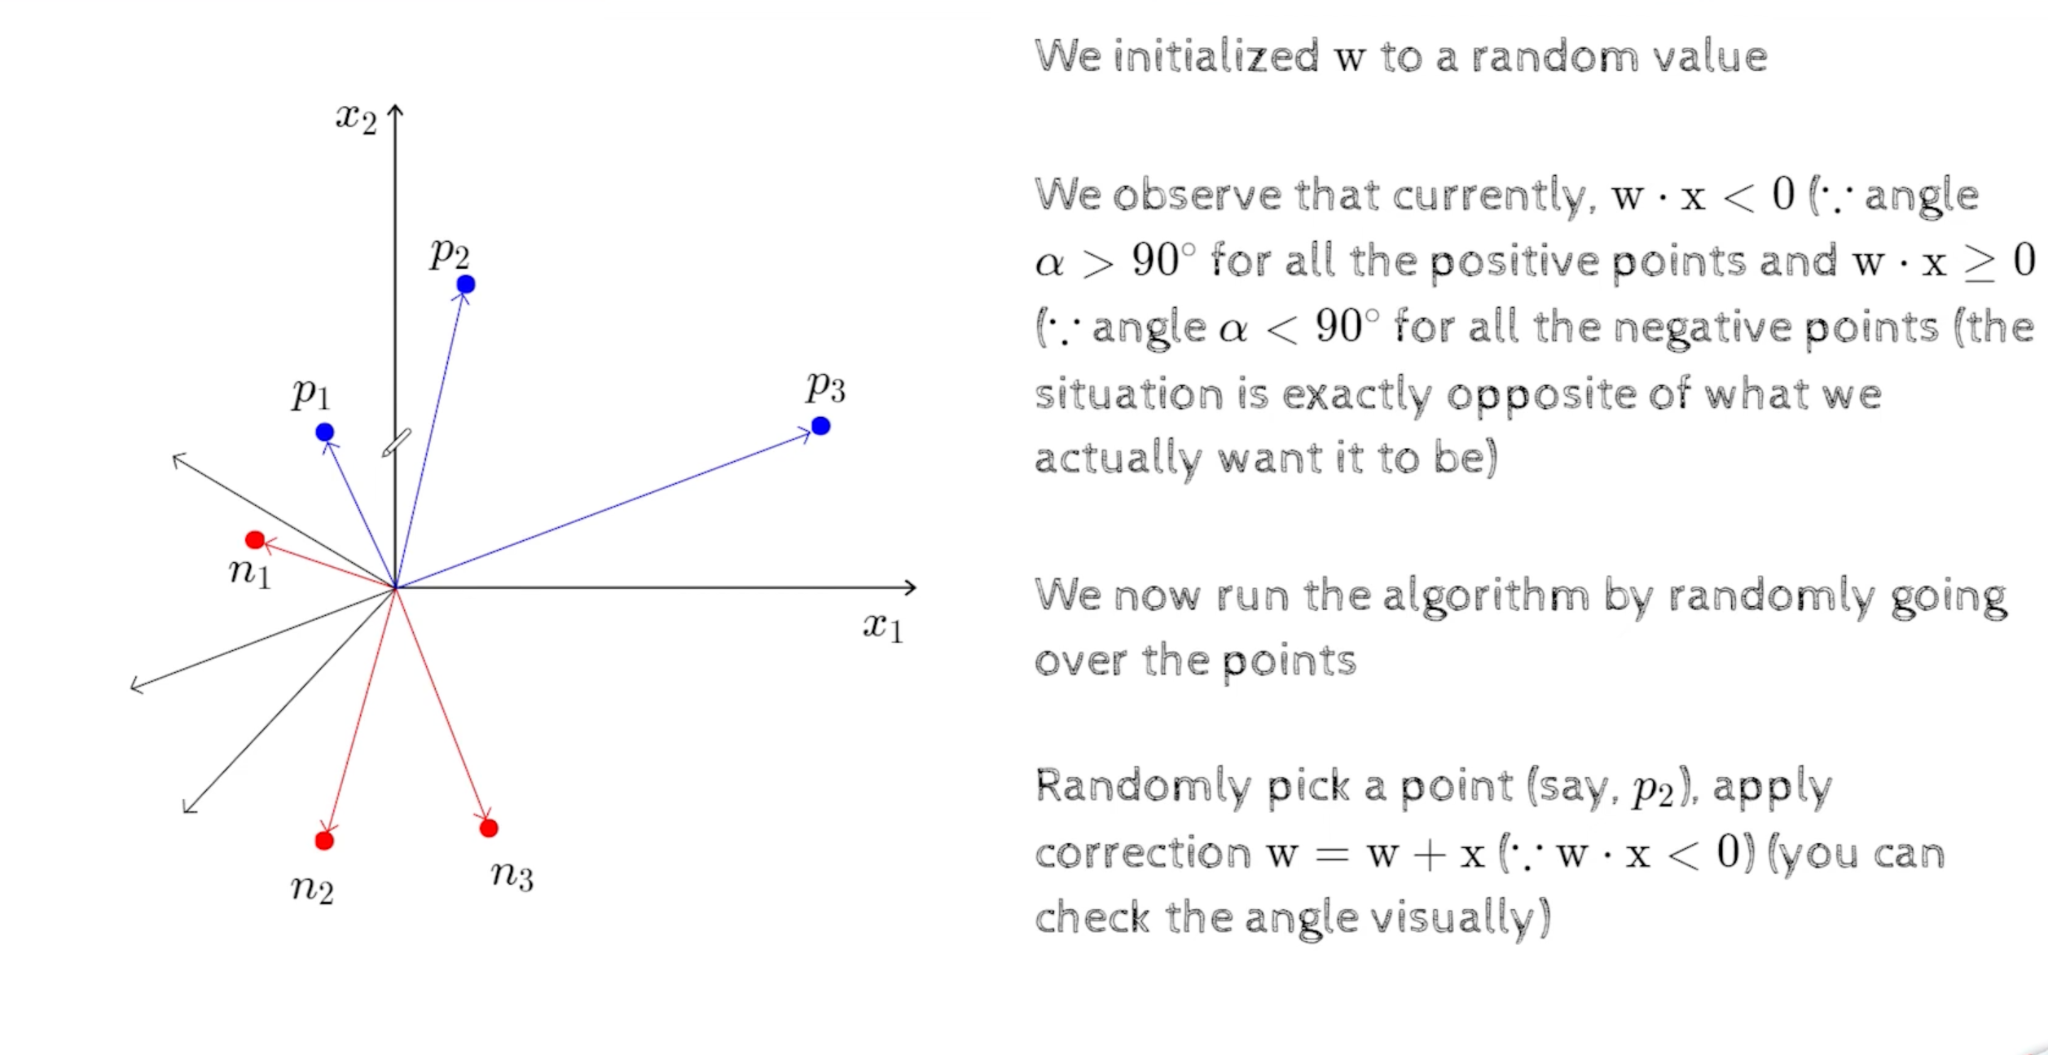 x₂
p₂
p₁
p₃
n₁
x₁
n₂
n₃
We initialized w to a random value
We observe that currently, w · x < 0 (∵ angle
α > 90° for all the positive points and w · x ≥ 0
(∵ angle α < 90° for all the negative points (the
situation is exactly opposite of what we
actually want it to be)
We now run the algorithm by randomly going
over the points
Randomly pick a point (say, p₂), apply
correction w = w + x (∵ w · x < 0) (you can
check the angle visually)